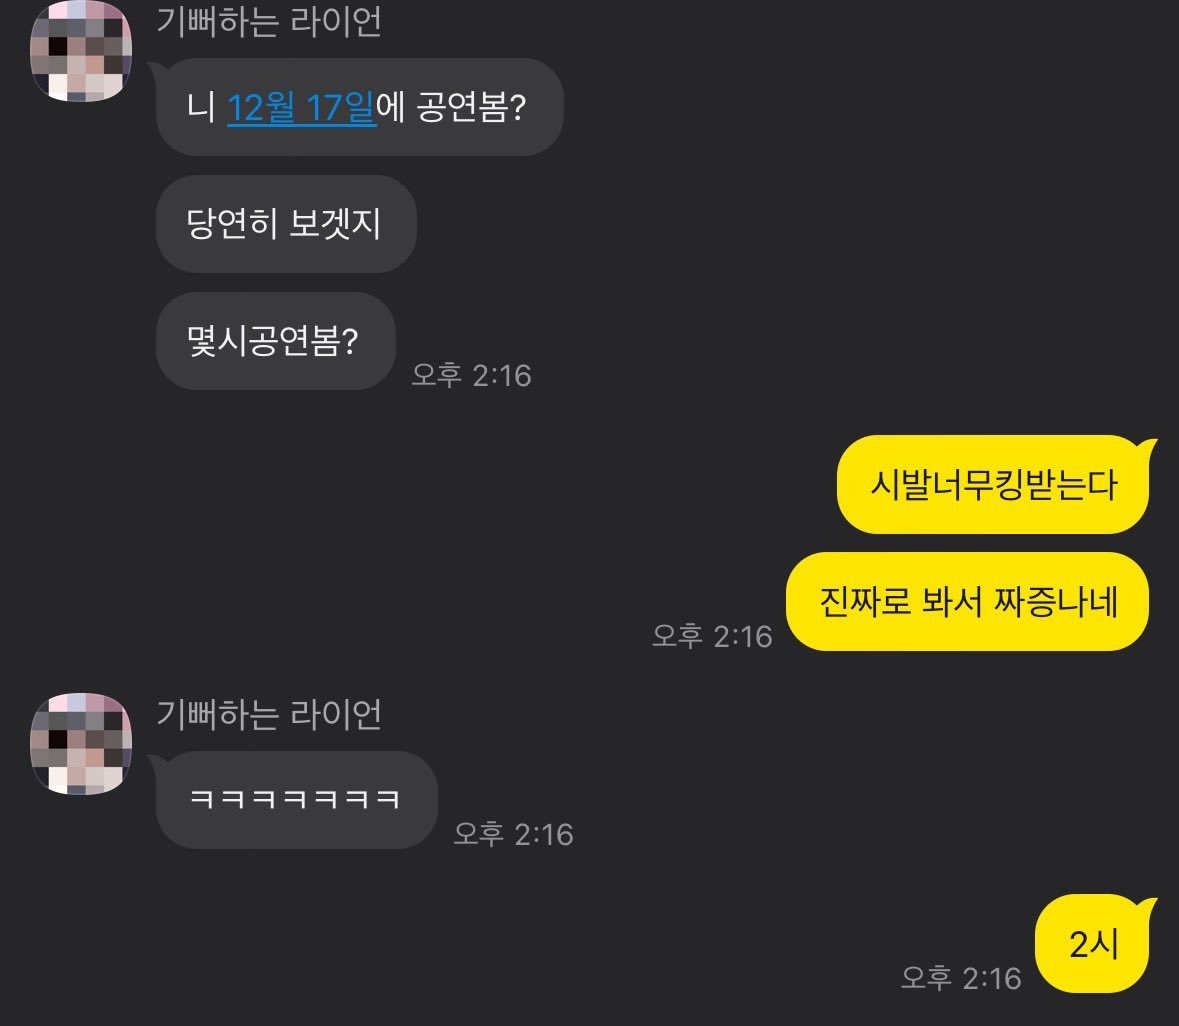 기뻐하는 라이언
니 12월 17일에 공연봄?
당연히 보겟지
몇시공연봄?
오후 2:16
시발너무킹받는다
진짜로 봐서 짜증나네
오후 2:16
기뻐하는 라이언
ㅋㅋㅋㅋㅋㅋㅋ
오후 2:16
2시
오후 2:16